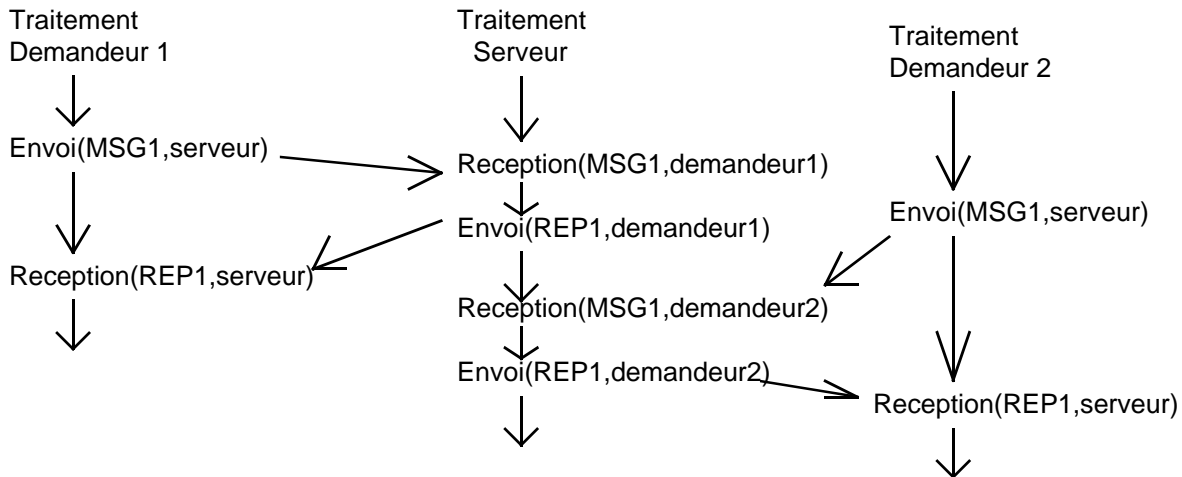 Traitement
Demandeur 1
Traitement
Serveur
Traitement
Demandeur 2
Envoi(MSG1,serveur)
Reception(MSG1,demandeur1)
Envoi(MSG1,serveur)
Envoi(REP1,demandeur1)
Reception(REP1,serveur)
Reception(MSG1,demandeur2)
Envoi(REP1,demandeur2)
Reception(REP1,serveur)